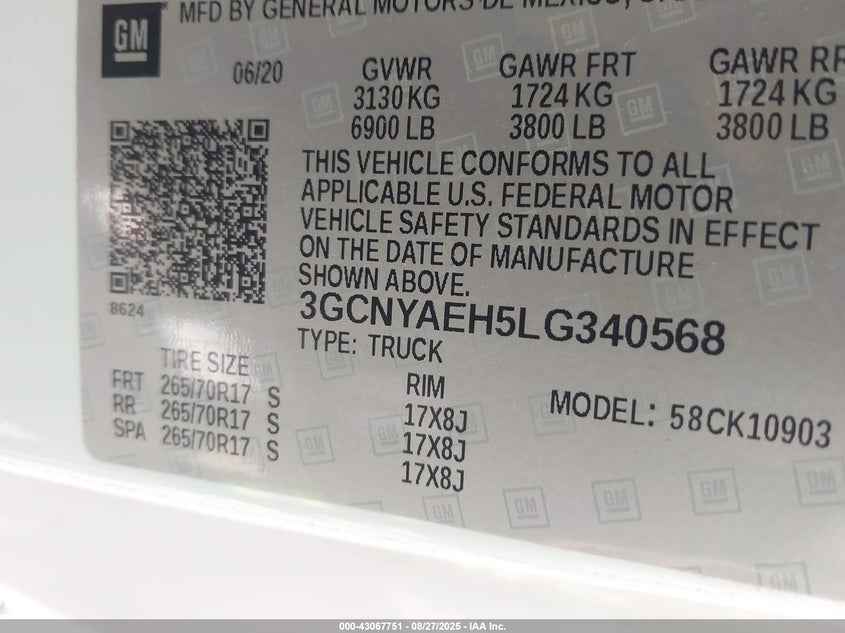 GM
MFD BY GENERAL MOTORS DE MEXICO,
06/20
GVWR GAWR FRT GAWR RR
3130 KG 1724 KG 1724 KG
6900 LB 3800 LB 3800 LB
THIS VEHICLE CONFORMS TO ALL
APPLICABLE U.S. FEDERAL MOTOR
VEHICLE SAFETY STANDARDS IN EFFECT
ON THE DATE OF MANUFACTURE
SHOWN ABOVE.
8624
3GCNYAEH5LG340568
TYPE: TRUCK
TIRE SIZE RIM MODEL: 58CK10903
FRT 265/70R17 S 17X8J
RR 265/70R17 S 17X8J
SPA 265/70R17 S 17X8J
000-43067751 - 08/27/2025 - IAA Inc.